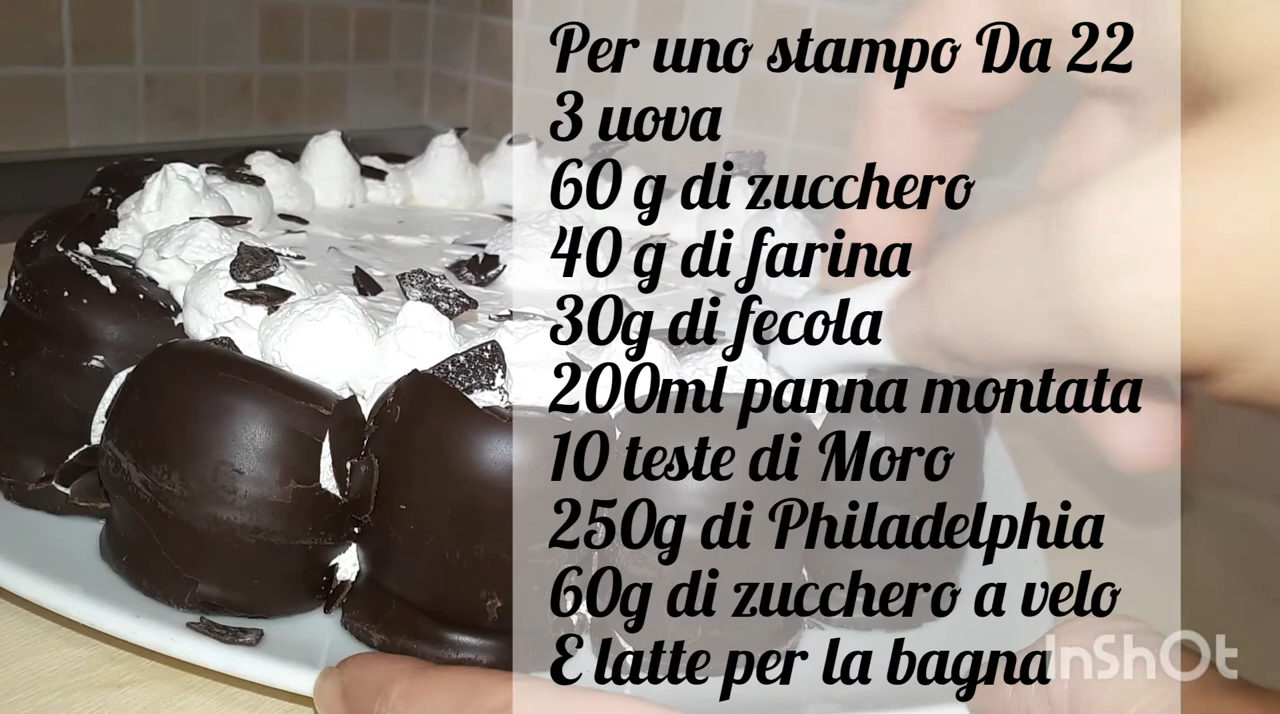 Per uno stampo Da 22
3 uova
60 g di zucchero
40 g di farina
30g di fecola
200ml panna montata
10 teste di Moro
250g di Philadelphia
60g di zucchero a velo
E latte per la bagna
InShOt